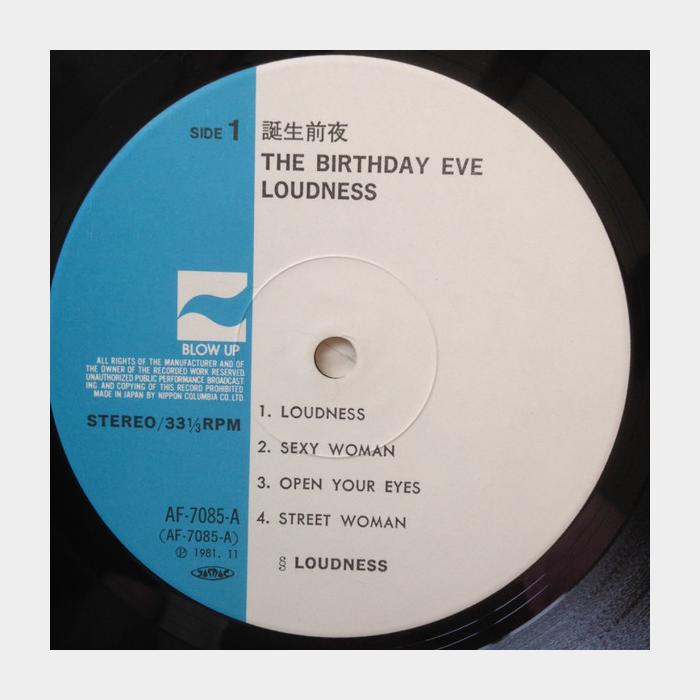 SIDE 1
誕生前夜
THE BIRTHDAY EVE
LOUDNESS
BLOW UP
ALL RIGHTS OF THE MANUFACTURER AND OF
THE OWNER OF THE RECORDED WORK RESERVED
UNAUTHORIZED PUBLIC PERFORMANCE BROADCAST
ING AND COPYING OF THIS RECORD PROHIBITED
MADE IN JAPAN BY NIPPON COLUMBIA CO. LTD.
STEREO/33⅓RPM
1. LOUDNESS
2. SEXY WOMAN
3. OPEN YOUR EYES
4. STREET WOMAN
§ LOUDNESS
AF-7085-A
(AF-7085-A)
Ⓟ 1981. 11